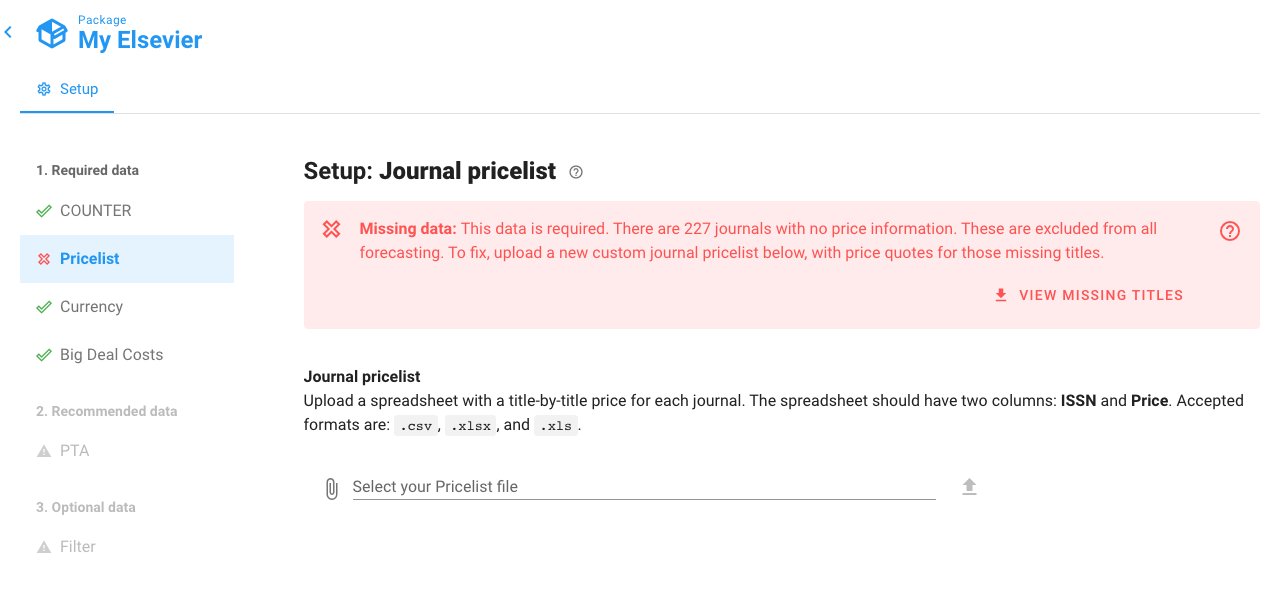 Package
My Elsevier
Setup
1. Required data
COUNTER
Pricelist
Currency
Big Deal Costs
2. Recommended data
PTA
3. Optional data
Filter
Setup: Journal pricelist
Missing data: This data is required. There are 227 journals with no price information. These are excluded from all
forecasting. To fix, upload a new custom journal pricelist below, with price quotes for those missing titles.
VIEW MISSING TITLES
Journal pricelist
Upload a spreadsheet with a title-by-title price for each journal. The spreadsheet should have two columns: ISSN and Price. Accepted
formats are: .csv, .xlsx, and .xls.
Select your Pricelist file